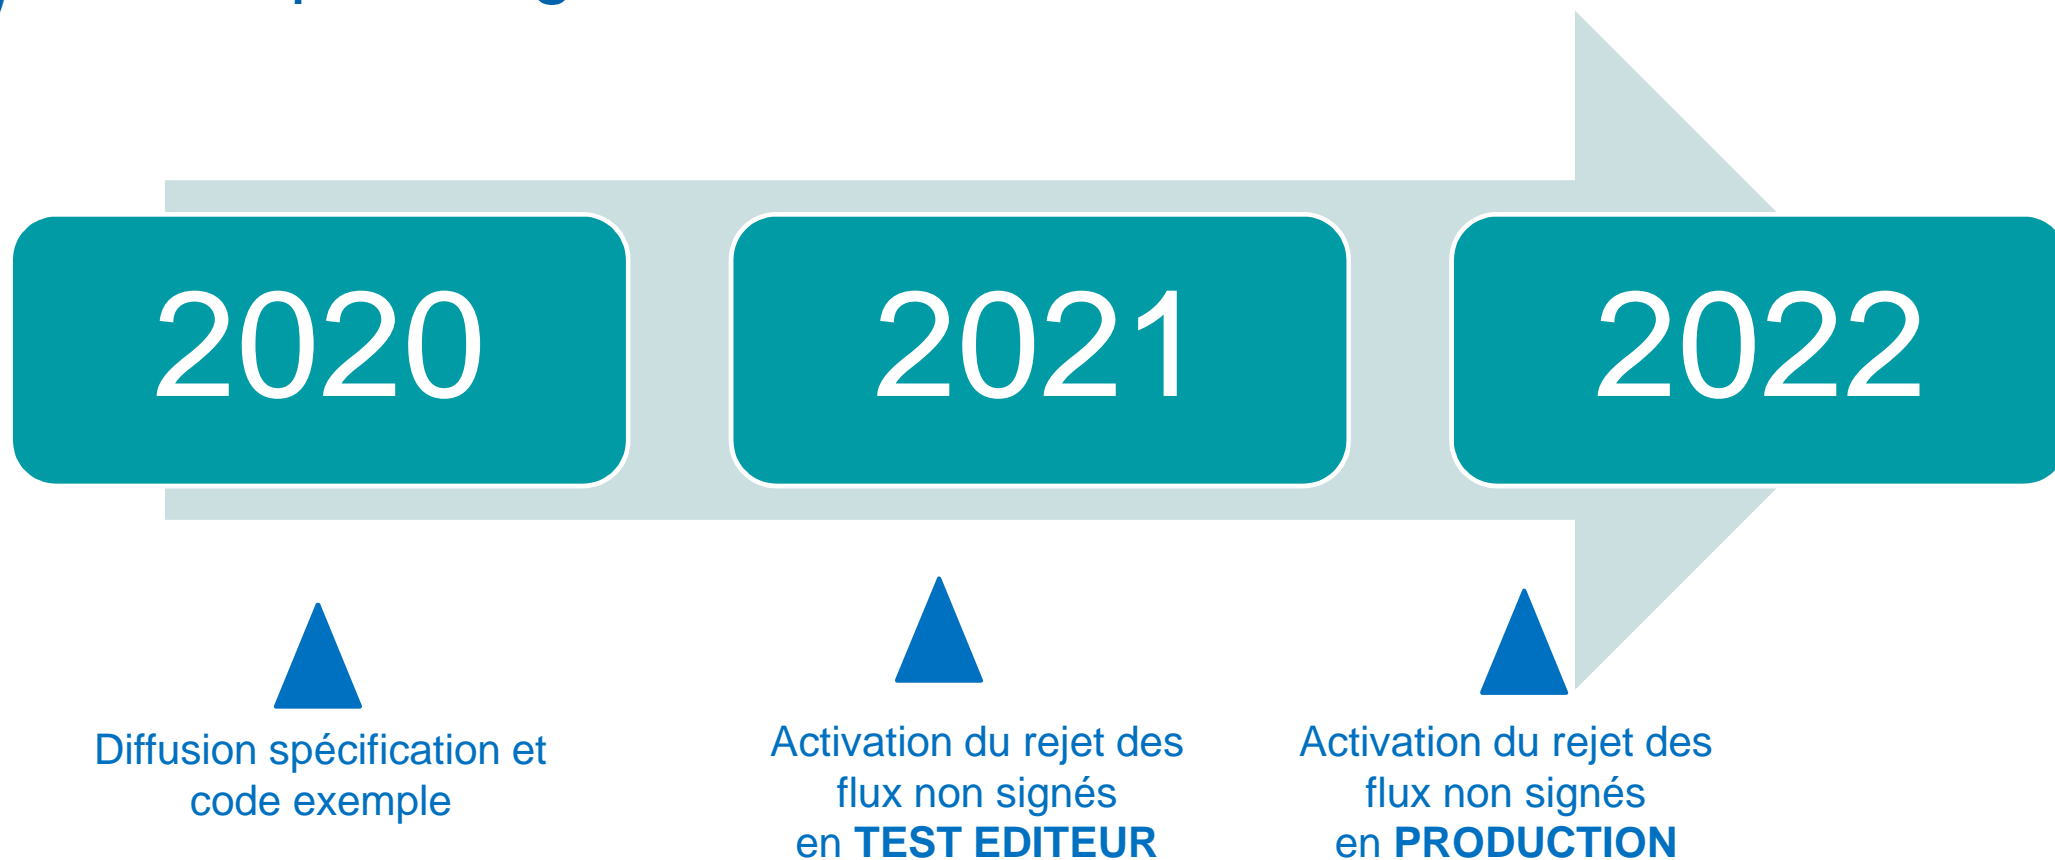 2020
2021
2022
Diffusion spécification et
code exemple
Activation du rejet des
flux non signés
en TEST EDITEUR
Activation du rejet des
flux non signés
en PRODUCTION